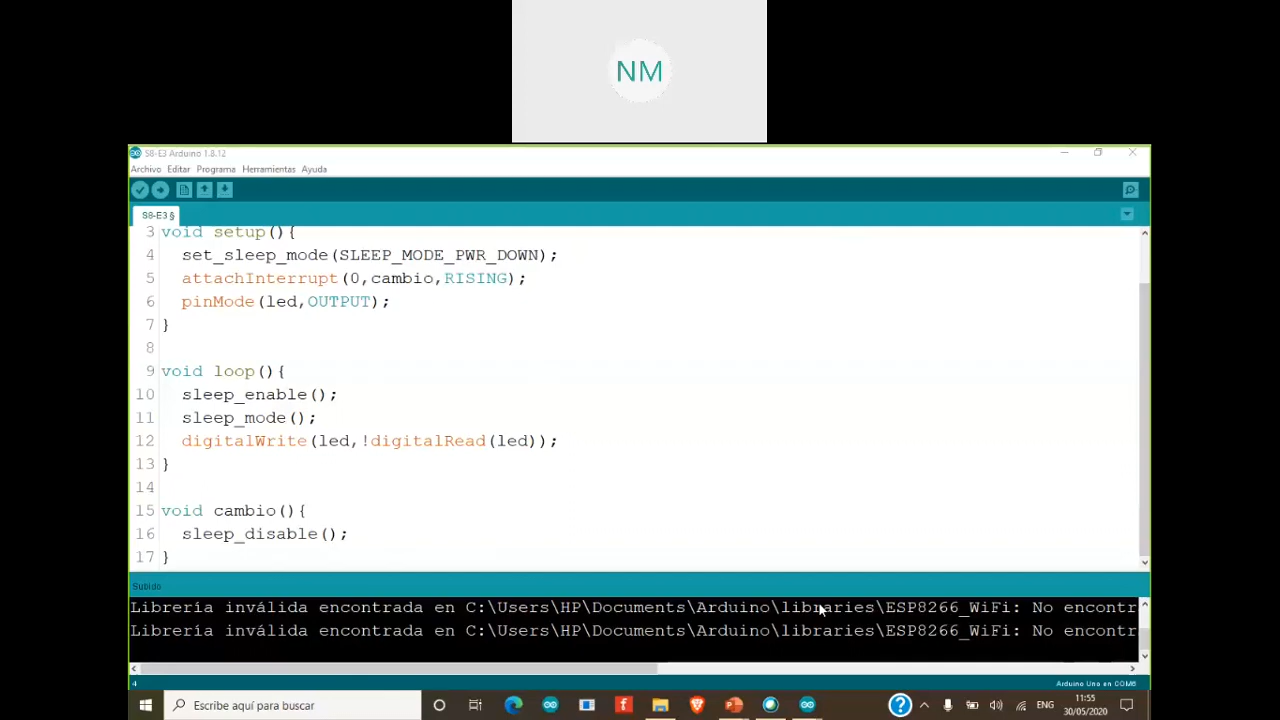 NM
S8-E3 Arduino 1.8.12
Archivo Editar Programa Herramientas Ayuda
S8-E3 §
3 void setup(){
4 set_sleep_mode(SLEEP_MODE_PWR_DOWN);
5 attachInterrupt(0,cambio,RISING);
6 pinMode(led,OUTPUT);
7 }
8
9 void loop(){
10 sleep_enable();
11 sleep_mode();
12 digitalWrite(led,!digitalRead(led));
13 }
14
15 void cambio(){
16 sleep_disable();
17 }
Subido
Librería inválida encontrada en C:\Users\HP\Documents\Arduino\libraries\ESP8266_WiFi: No encontr
Librería inválida encontrada en C:\Users\HP\Documents\Arduino\libraries\ESP8266_WiFi: No encontr
4 Arduino Uno en COM6
Escribe aquí para buscar
ENG
11:55
30/05/2020